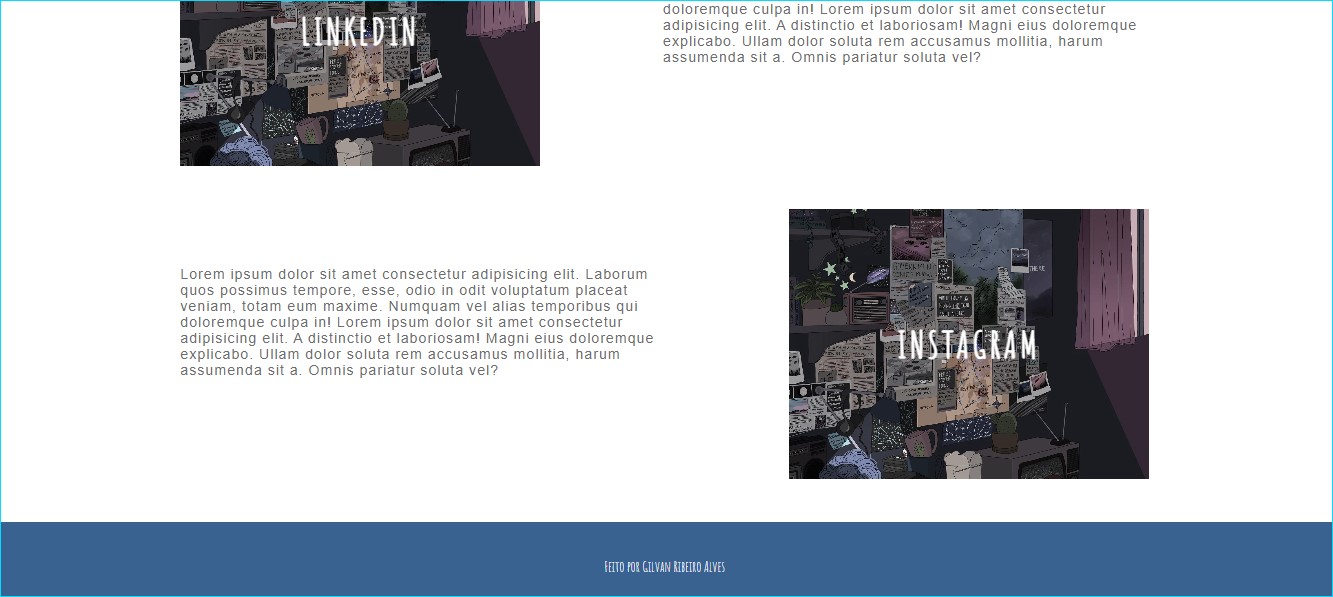 LINKEDIN
doloremque culpa in! Lorem ipsum dolor sit amet consectetur
adipisicing elit. A distinctio et laboriosam! Magni eius doloremque
explicabo. Ullam dolor soluta rem accusamus mollitia, harum
assumenda sit a. Omnis pariatur soluta vel?
Lorem ipsum dolor sit amet consectetur adipisicing elit. Laborum
quos possimus tempore, esse, odio in odit voluptatum placeat
veniam, totam eum maxime. Numquam vel alias temporibus qui
doloremque culpa in! Lorem ipsum dolor sit amet consectetur
adipisicing elit. A distinctio et laboriosam! Magni eius doloremque
explicabo. Ullam dolor soluta rem accusamus mollitia, harum
assumenda sit a. Omnis pariatur soluta vel?
INSTAGRAM
Feito por Gilvan Ribeiro Alves